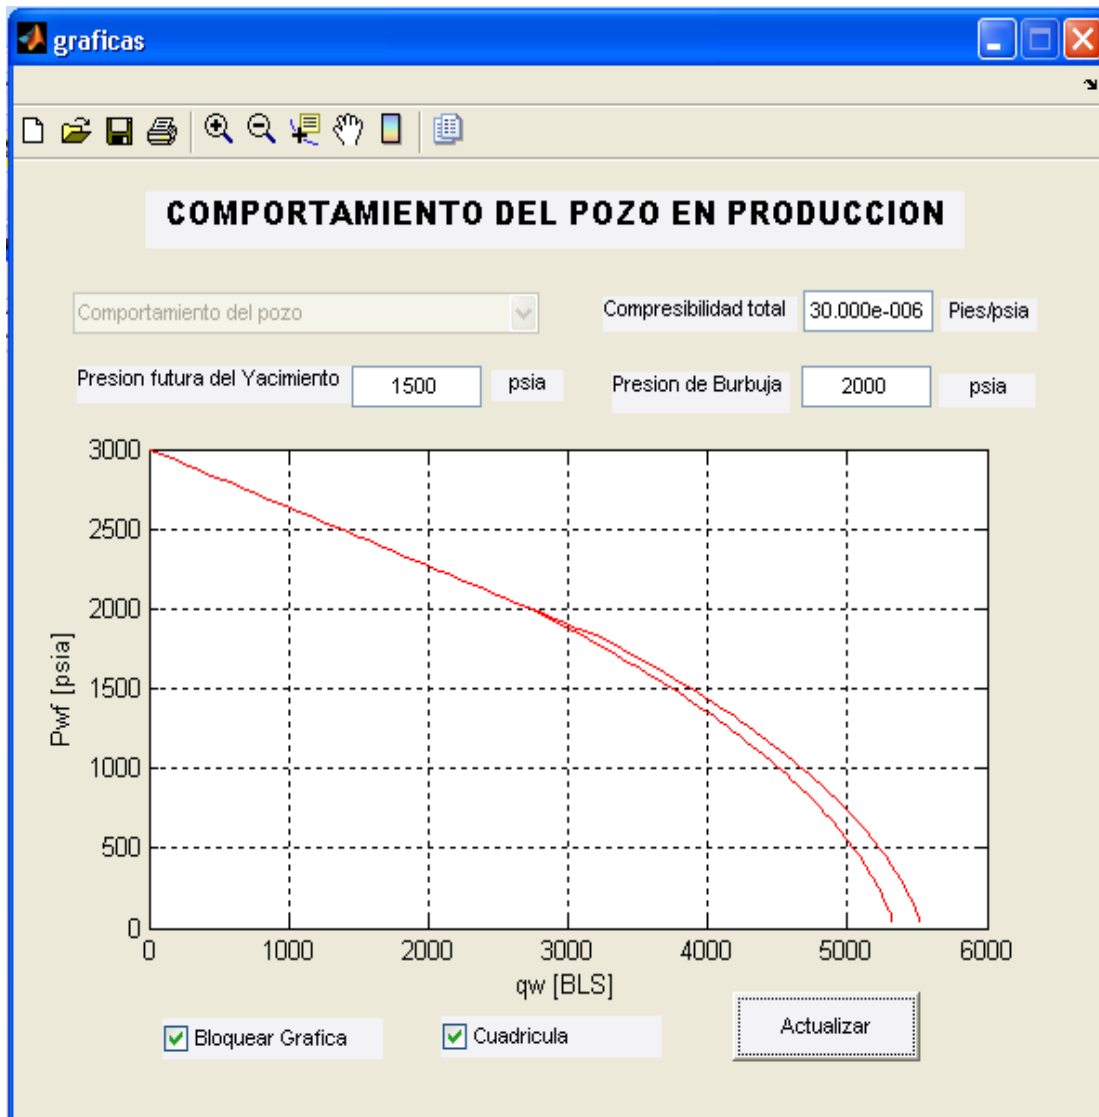 graficas
COMPORTAMIENTO DEL POZO EN PRODUCCION
Comportamiento del pozo
Compresibilidad total 30.000e-006 Pies/psia
Presion futura del Yacimiento 1500 psia
Presion de Burbuja 2000 psia
3000
2500
2000
1500
1000
500
0
Pwf [psia]
0 1000 2000 3000 4000 5000 6000
qw [BLS]
Bloquear Grafica
Cuadricula
Actualizar